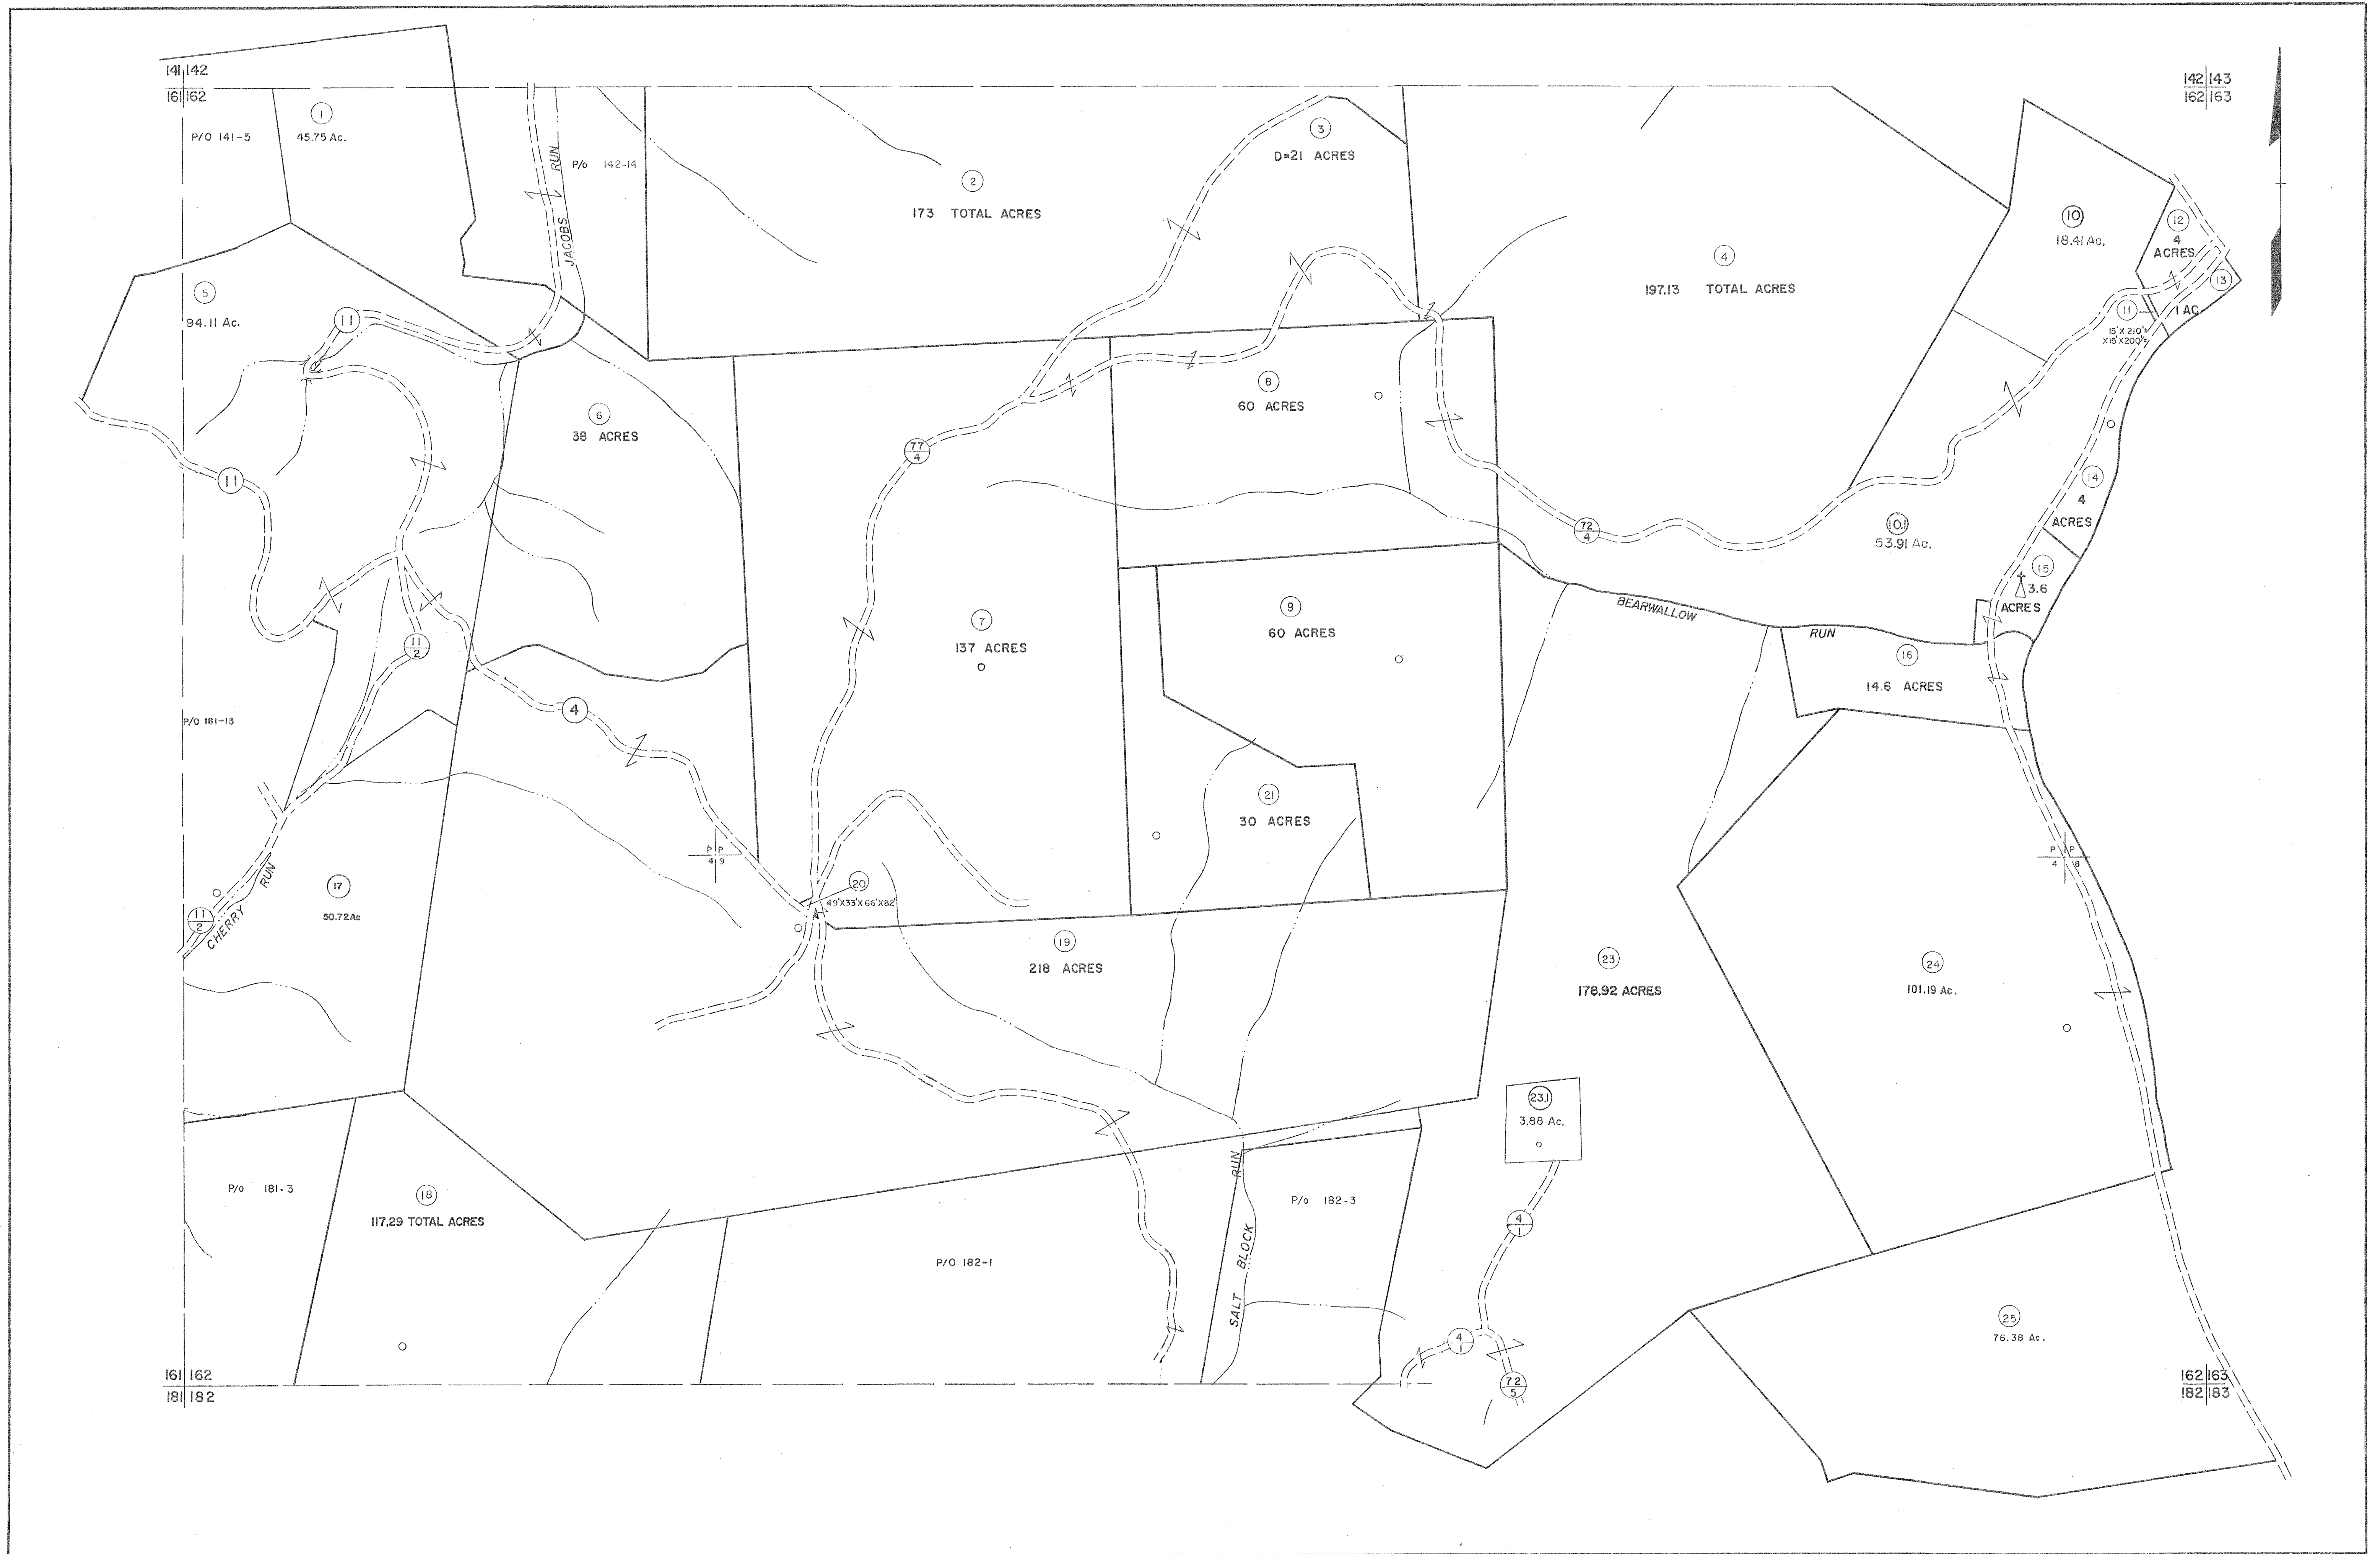 141 142
161 162
142 143
162 163
1
45.75 Ac.
P/O 141-5
JACOBS RUN
P/o 142-14
2
173 TOTAL ACRES
3
D=21 ACRES
4
197.13 TOTAL ACRES
10
18.41 Ac.
12
4
ACRES
13
1 AC.
11
15' X 210'±
X15' X200'±
5
94.11 Ac.
11
6
38 ACRES
8
60 ACRES
77
4
11
14
4
ACRES
72
4
10.1
53.91 Ac.
15
3.6
ACRES
BEARWALLOW RUN
9
60 ACRES
7
137 ACRES
11
2
16
14.6 ACRES
4
P/O 161-13
21
30 ACRES
P P
4 9
P P
4 8
17
50.72 Ac
20
49'X33'X66'X82'
11
2
CHERRY RUN
19
218 ACRES
23
178.92 ACRES
24
101.19 Ac.
23.1
3.88 Ac.
P/o 181-3
18
117.29 TOTAL ACRES
P/O 182-1
SALT BLOCK RUN
P/o 182-3
4
1
4
1
72
5
25
76.38 Ac.
161 162
181 182
162 163
182 183